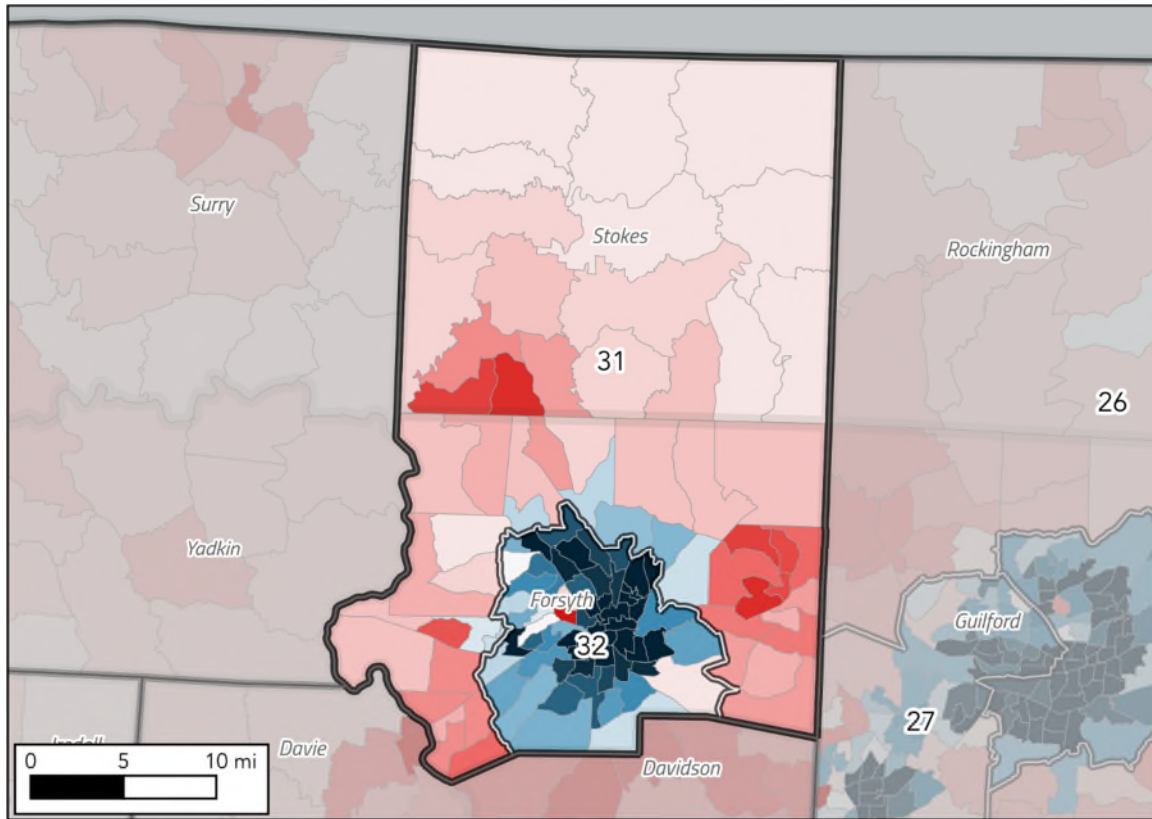 Surry
Stokes
Rockingham
31
26
Yadkin
Forsyth
Guilford
32
27
Davie
Davidson
0 5 10 mi